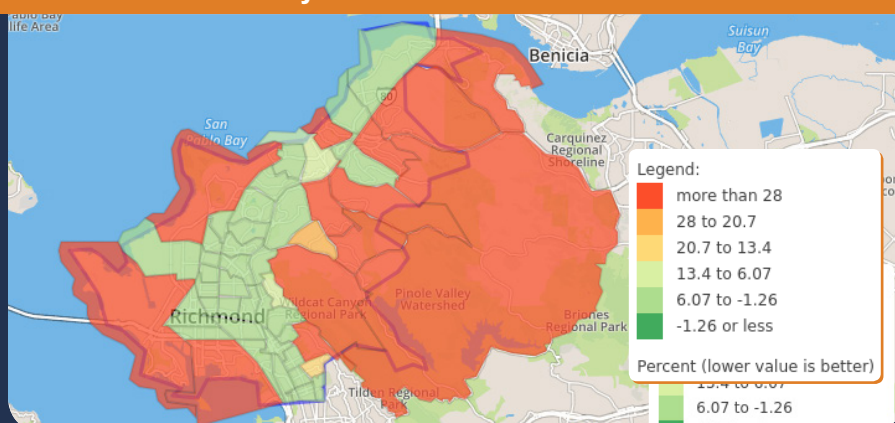 life Area
Benicia
Suisun
Bay
80
San
Pablo Bay
Carquinez
Regional
Shoreline
Legend:
more than 28
28 to 20.7
20.7 to 13.4
13.4 to 6.07
6.07 to -1.26
-1.26 or less
Percent (lower value is better)
Wildcat Canyon
Regional Park
Pinole Valley
Watershed
Briones
Regional Park
Richmond
Tilden Regional
Park
13.4 to 6.07
6.07 to -1.26